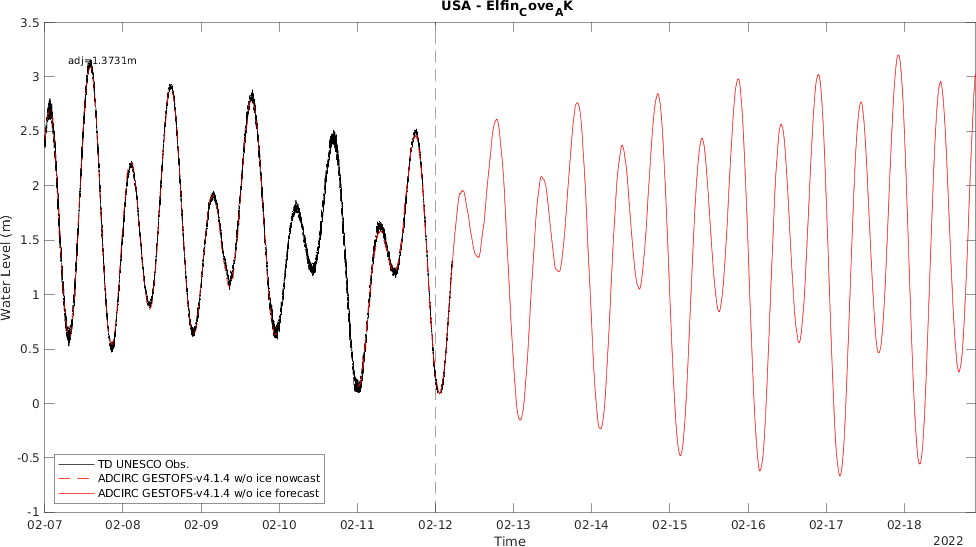 USA - ElfinCoveAK
3.5
adj=1.3731m
3
2.5
2
1.5
1
0.5
0
-0.5
-1
Water Level (m)
TD UNESCO Obs.
ADCIRC GESTOFS-v4.1.4 w/o ice nowcast
ADCIRC GESTOFS-v4.1.4 w/o ice forecast
02-07 02-08 02-09 02-10 02-11 02-12 02-13 02-14 02-15 02-16 02-17 02-18
Time
2022